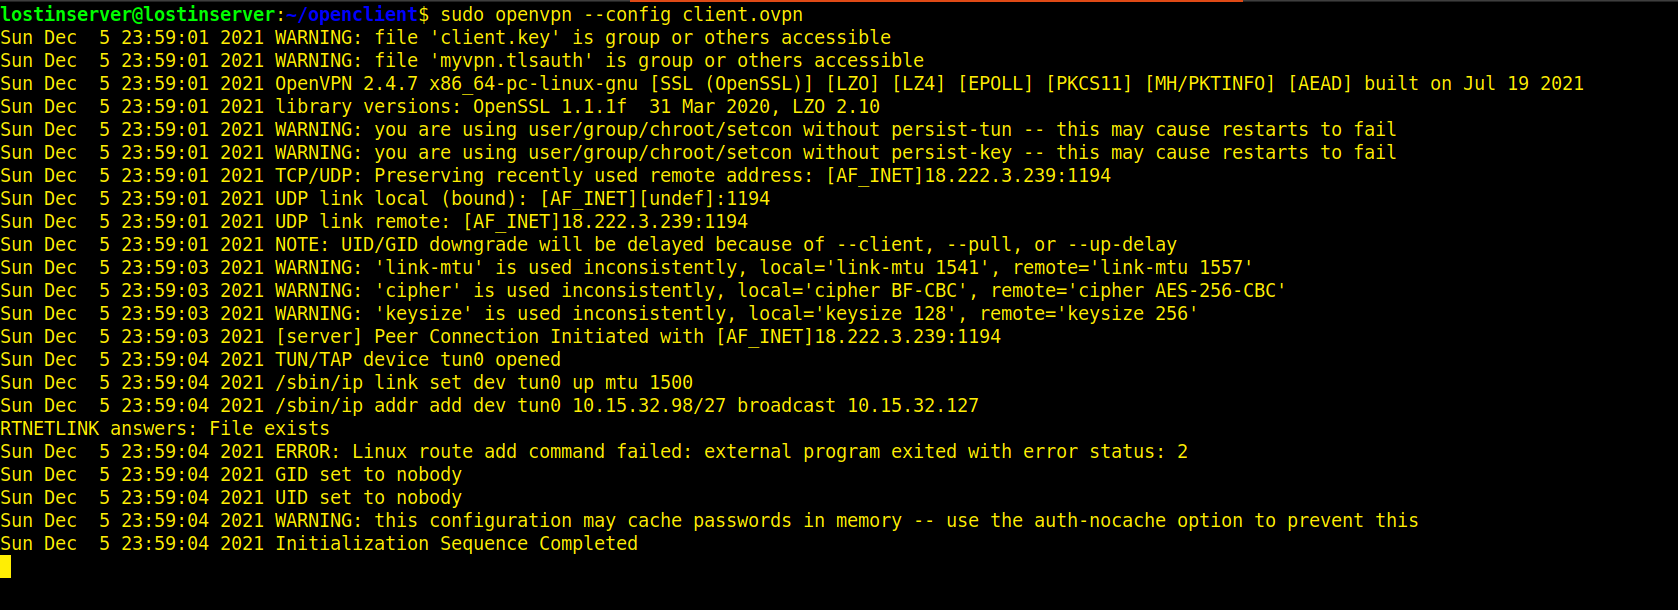 lostinserver@lostinserver:~/openclient$ sudo openvpn --config client.ovpn
Sun Dec  5 23:59:01 2021 WARNING: file 'client.key' is group or others accessible
Sun Dec  5 23:59:01 2021 WARNING: file 'myvpn.tlsauth' is group or others accessible
Sun Dec  5 23:59:01 2021 OpenVPN 2.4.7 x86_64-pc-linux-gnu [SSL (OpenSSL)] [LZO] [LZ4] [EPOLL] [PKCS11] [MH/PKTINFO] [AEAD] built on Jul 19 2021
Sun Dec  5 23:59:01 2021 library versions: OpenSSL 1.1.1f  31 Mar 2020, LZO 2.10
Sun Dec  5 23:59:01 2021 WARNING: you are using user/group/chroot/setcon without persist-tun -- this may cause restarts to fail
Sun Dec  5 23:59:01 2021 WARNING: you are using user/group/chroot/setcon without persist-key -- this may cause restarts to fail
Sun Dec  5 23:59:01 2021 TCP/UDP: Preserving recently used remote address: [AF_INET]18.222.3.239:1194
Sun Dec  5 23:59:01 2021 UDP link local (bound): [AF_INET][undef]:1194
Sun Dec  5 23:59:01 2021 UDP link remote: [AF_INET]18.222.3.239:1194
Sun Dec  5 23:59:01 2021 NOTE: UID/GID downgrade will be delayed because of --client, --pull, or --up-delay
Sun Dec  5 23:59:03 2021 WARNING: 'link-mtu' is used inconsistently, local='link-mtu 1541', remote='link-mtu 1557'
Sun Dec  5 23:59:03 2021 WARNING: 'cipher' is used inconsistently, local='cipher BF-CBC', remote='cipher AES-256-CBC'
Sun Dec  5 23:59:03 2021 WARNING: 'keysize' is used inconsistently, local='keysize 128', remote='keysize 256'
Sun Dec  5 23:59:03 2021 [server] Peer Connection Initiated with [AF_INET]18.222.3.239:1194
Sun Dec  5 23:59:04 2021 TUN/TAP device tun0 opened
Sun Dec  5 23:59:04 2021 /sbin/ip link set dev tun0 up mtu 1500
Sun Dec  5 23:59:04 2021 /sbin/ip addr add dev tun0 10.15.32.98/27 broadcast 10.15.32.127
RTNETLINK answers: File exists
Sun Dec  5 23:59:04 2021 ERROR: Linux route add command failed: external program exited with error status: 2
Sun Dec  5 23:59:04 2021 GID set to nobody
Sun Dec  5 23:59:04 2021 UID set to nobody
Sun Dec  5 23:59:04 2021 WARNING: this configuration may cache passwords in memory -- use the auth-nocache option to prevent this
Sun Dec  5 23:59:04 2021 Initialization Sequence Completed